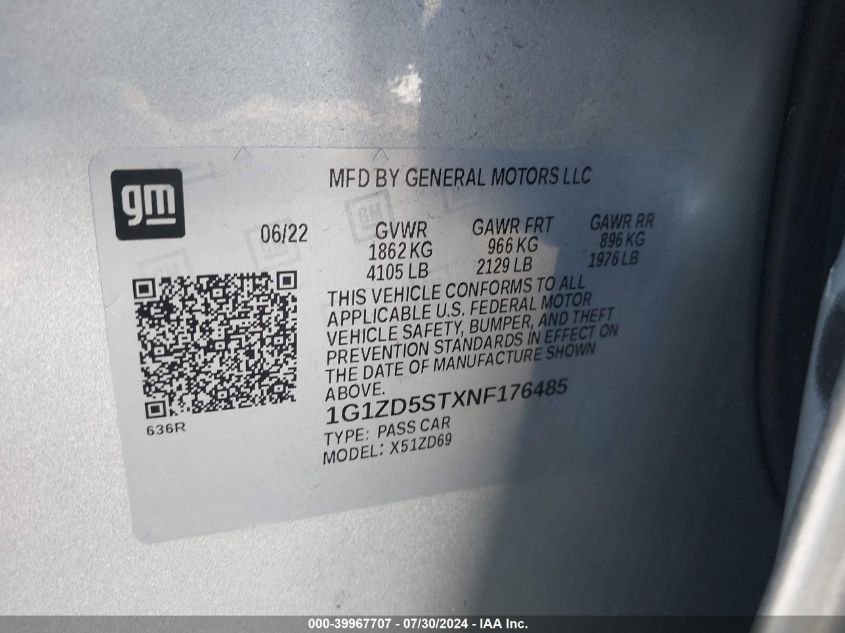 MFD BY GENERAL MOTORS LLC
gm
06/22 GVWR GAWR FRT GAWR RR
1862 KG 966 KG 896 KG
4105 LB 2129 LB 1976 LB
THIS VEHICLE CONFORMS TO ALL
APPLICABLE U.S. FEDERAL MOTOR
VEHICLE SAFETY, BUMPER, AND THEFT
PREVENTION STANDARDS IN EFFECT ON
THE DATE OF MANUFACTURE SHOWN
ABOVE.
1G1ZD5STXNF176485
TYPE: PASS CAR
MODEL: X51ZD69
636R
000-39967707 - 07/30/2024 - IAA Inc.